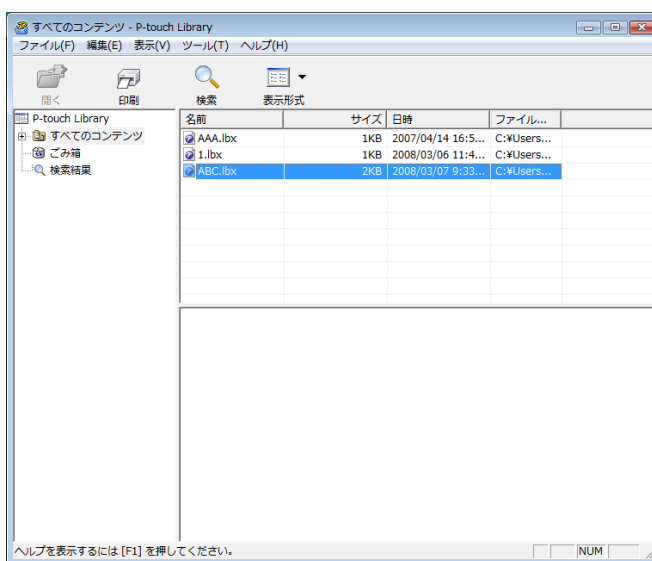 すべてのコンテンツ - P-touch Library
ファイル(F) 編集(E) 表示(V) ツール(T) ヘルプ(H)
開く 印刷 検索 表示形式
P-touch Library
すべてのコンテンツ
ごみ箱
検索結果
名前 サイズ 日時 ファイル...
AAA.lbx 1KB 2007/04/14 16:5... C:¥Users...
1.lbx 1KB 2008/03/06 11:4... C:¥Users...
ABC.lbx 2KB 2008/03/07 9:33... C:¥Users...
ヘルプを表示するには [F1] を押してください。 NUM